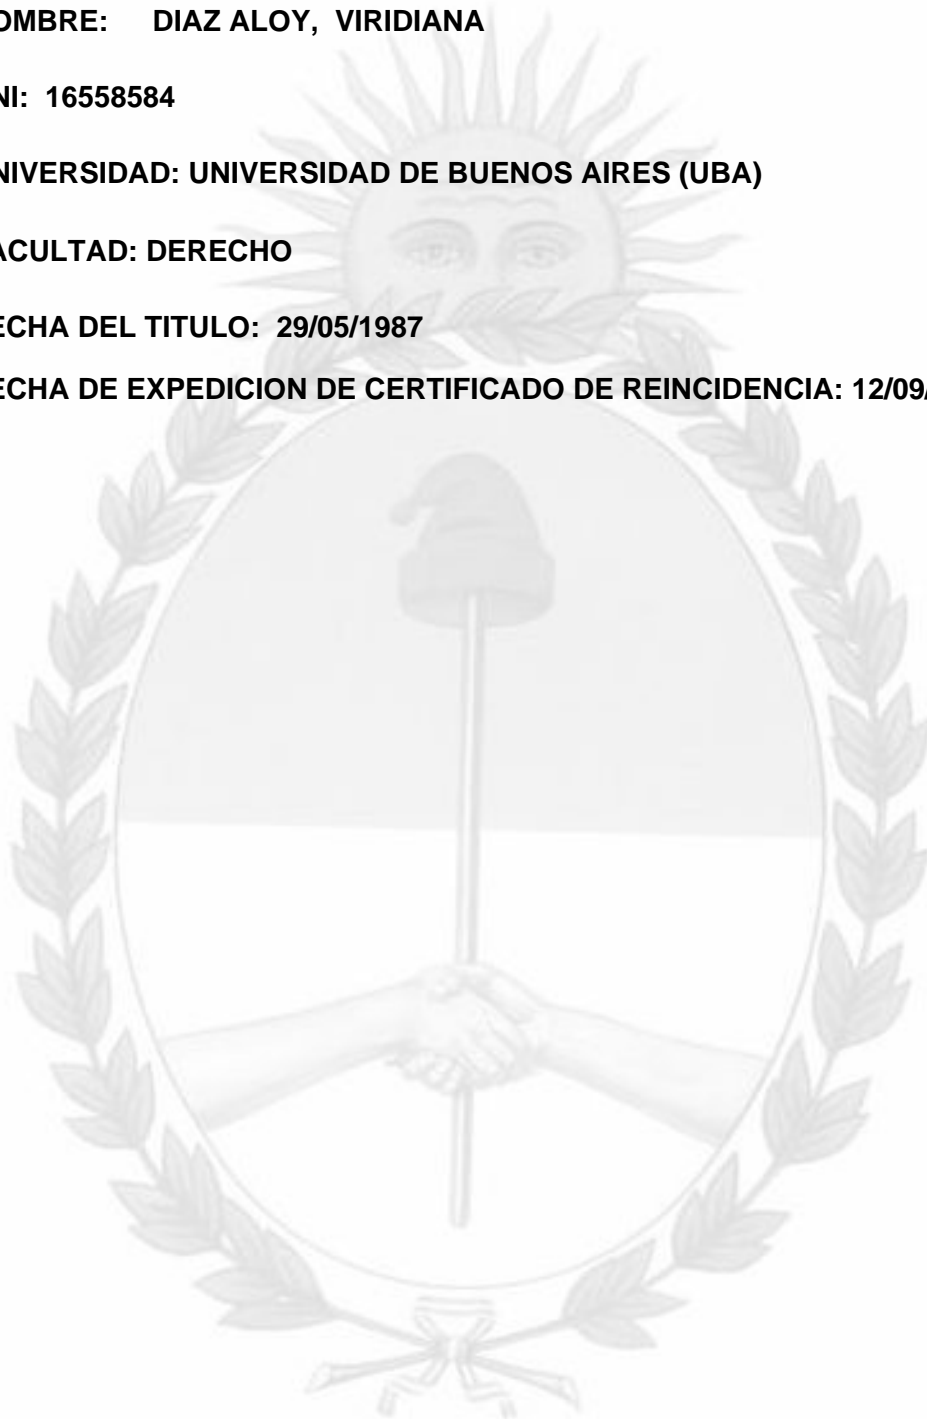 OMBRE: DIAZ ALOY, VIRIDIANA
NI: 16558584
NIVERSIDAD: UNIVERSIDAD DE BUENOS AIRES (UBA)
ACULTAD: DERECHO
ECHA DEL TITULO: 29/05/1987
ECHA DE EXPEDICION DE CERTIFICADO DE REINCIDENCIA: 12/09/